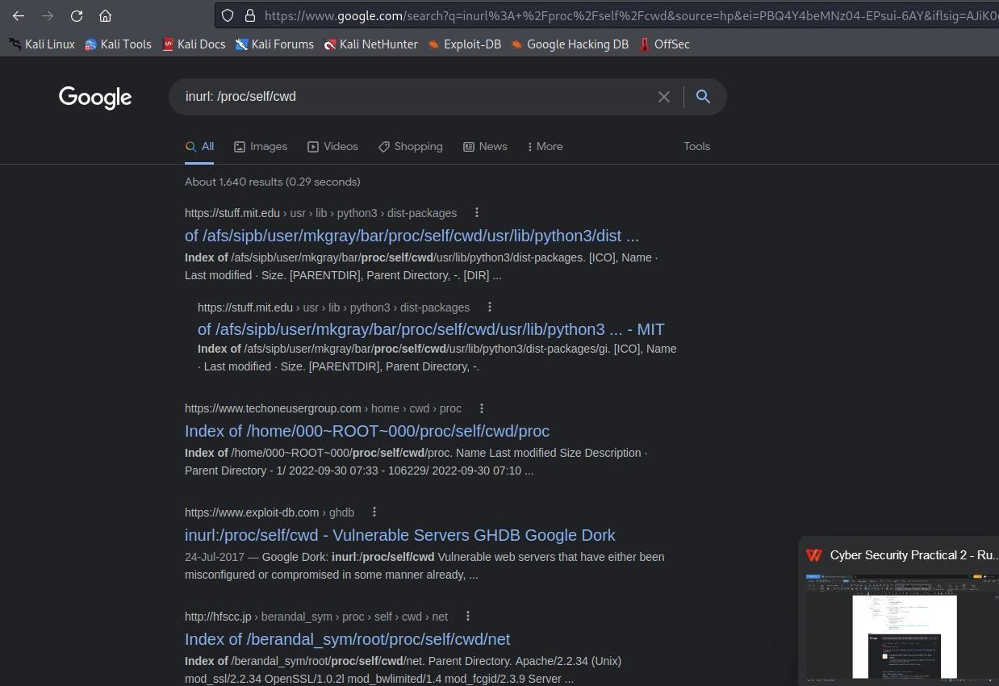 https://www.google.com/search?q=inurl%3A+%2Fproc%2Fself%2Fcwd&source=hp&ei=PBQ4Y4beMNz04-EPsui-6AY&iflsig=AJiK0
Kali Linux Kali Tools Kali Docs Kali Forums Kali NetHunter Exploit-DB Google Hacking DB OffSec
Google inurl: /proc/self/cwd
All Images Videos Shopping News More Tools
About 1,640 results (0.29 seconds)
https://stuff.mit.edu › usr › lib › python3 › dist-packages
of /afs/sipb/user/mkgray/bar/proc/self/cwd/usr/lib/python3/dist ...
Index of /afs/sipb/user/mkgray/bar/proc/self/cwd/usr/lib/python3/dist-packages. [ICO], Name ·
Last modified · Size. [PARENTDIR], Parent Directory, -. [DIR] ...
https://stuff.mit.edu › usr › lib › python3 › dist-packages
of /afs/sipb/user/mkgray/bar/proc/self/cwd/usr/lib/python3 ... - MIT
Index of /afs/sipb/user/mkgray/bar/proc/self/cwd/usr/lib/python3/dist-packages/gi. [ICO], Name
· Last modified · Size. [PARENTDIR], Parent Directory, -.
https://www.techoneusergroup.com › home › cwd › proc
Index of /home/000~ROOT~000/proc/self/cwd/proc
Index of /home/000~ROOT~000/proc/self/cwd/proc. Name Last modified Size Description ·
Parent Directory - 1/ 2022-09-30 07:33 - 106229/ 2022-09-30 07:10 ...
https://www.exploit-db.com › ghdb
inurl:/proc/self/cwd - Vulnerable Servers GHDB Google Dork
24-Jul-2017 — Google Dork: inurl:/proc/self/cwd Vulnerable web servers that have either been
misconfigured or compromised in some manner already, ...
http://hfscc.jp › berandal_sym › proc › self › cwd › net
Index of /berandal_sym/root/proc/self/cwd/net
Index of /berandal_sym/root/proc/self/cwd/net. Parent Directory. Apache/2.2.34 (Unix)
mod_ssl/2.2.34 OpenSSL/1.0.2l mod_bwlimited/1.4 mod_fcgid/2.3.9 Server ...
Cyber Security Practical 2 - Ru...